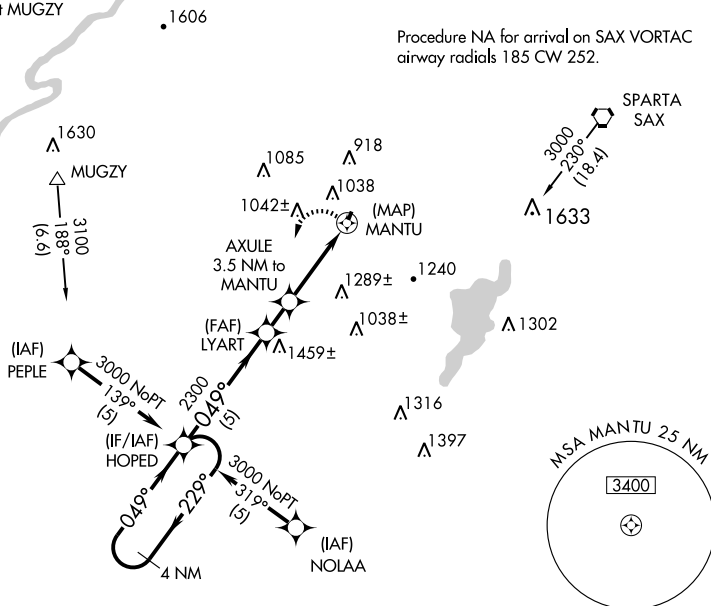 t MUGZY
1606
Procedure NA for arrival on SAX VORTAC
airway radials 185 CW 252.
SPARTA
SAX
3000
230°
(18.4)
1633
1630
MUGZY
3100
188°
(6.6)
1085
918
1038
1042±
(MAP)
MANTU
AXULE
3.5 NM to
MANTU
1289±
1240
1038±
1302
(FAF)
LYART
1459±
(IAF)
PEPLE
3000 NoPT
139°
(5)
2300
049°
(5)
(IF/IAF)
HOPED
1316
1397
3000 NoPT
319°
(5)
049°
229°
4 NM
(IAF)
NOLAA
MSA MANTU 25 NM
3400